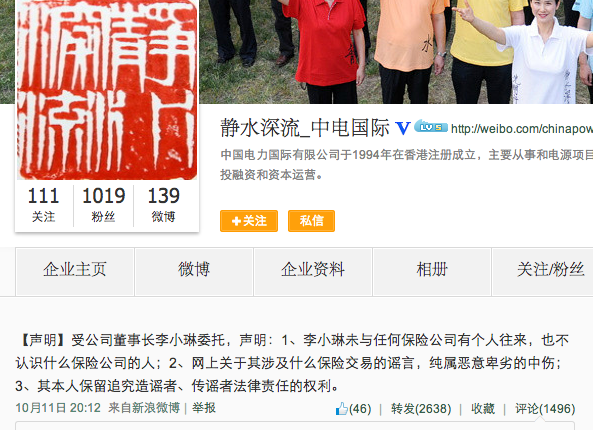 静水深流
水
静水深流_中电国际 V LV 5 http://weibo.com/chinapow
中国电力国际有限公司于1994年在香港注册成立，主要从事和电源项目
投融资和资本运营。
111 1019 139
关注 粉丝 微博
+关注 私信
企业主页 微博 企业资料 相册 关注/粉丝
【声明】受公司董事长李小琳委托，声明：1、李小琳未与任何保险公司有个人往来，也不
认识什么保险公司的人；2、网上关于其涉及什么保险交易的谣言，纯属恶意卑劣的中伤；
3、其本人保留追究造谣者、传谣者法律责任的权利。
10月11日 20:12 来自新浪微博 | 举报 (46) | 转发(2638) | 收藏 | 评论(1496)